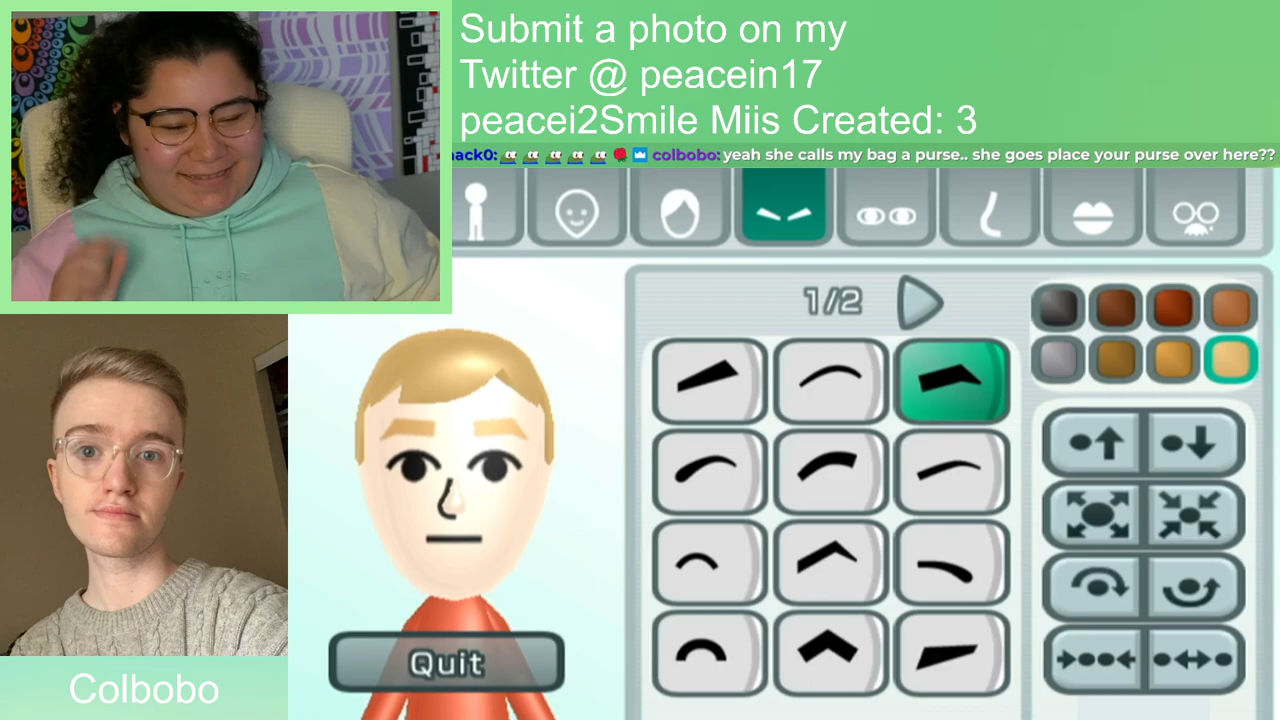 Submit a photo on my
Twitter @ peacein17
peacei2Smile Miis Created: 3
colbobo: yeah she calls my bag a purse.. she goes place your purse over here??
1/2
Quit
Colbobo